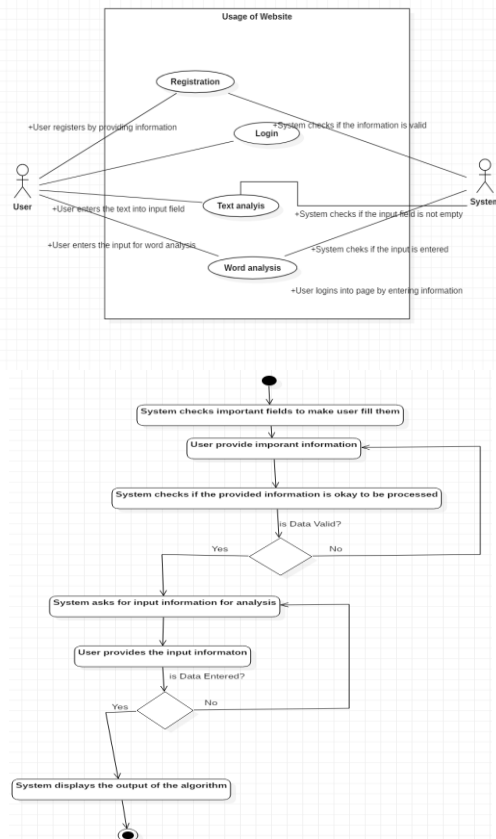 Usage of Website
Registration
+User registers by providing information
+System checks if the information is valid
Login
User
System
Text analyis
+User enters the text into input field
+System checks if the input field is not empty
+User enters the input for word analysis
+System cheks if the input is entered
Word analysis
+User logins into page by entering information
System checks important fields to make user fill them
User provide imporant information
System checks if the provided information is okay to be processed
is Data Valid?
Yes
No
System asks for input information for analysis
User provides the input informaton
is Data Entered?
Yes
No
System displays the output of the algorithm